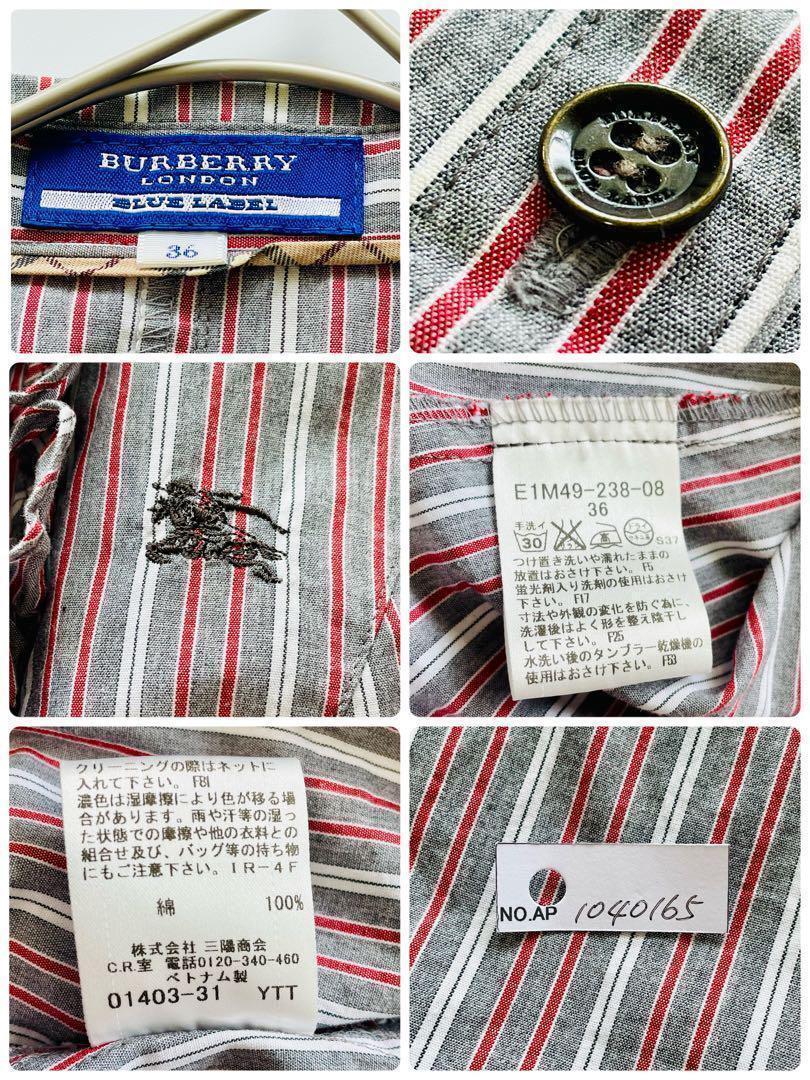 BURBERRY
LONDON
BLUE LABEL
36
E1M49-238-08
36
手洗イ
30
高
ドライ
S37
つけ置き洗いや濡れたままの
放置はおさけ下さい。F5
蛍光剤入り洗剤の使用はおさけ
下さい。F17
寸法や外観の変化を防ぐ為に、
洗濯後はよく形を整え陰干し
して下さい。F25
水洗い後のタンブラー乾燥機の
使用はおさけ下さい。F53
クリーニングの際はネットに
入れて下さい。F81
濃色は湿摩擦により色が移る場
合があります。雨や汗等の湿っ
た状態での摩擦や他の衣料との
組合せ及び、バッグ等の持ち物
にもご注意下さい。IR-4F
綿 100%
株式会社 三陽商会
C.R.室 電話0120-340-460
ベトナム製
01403-31 YTT
NO.AP 1040165